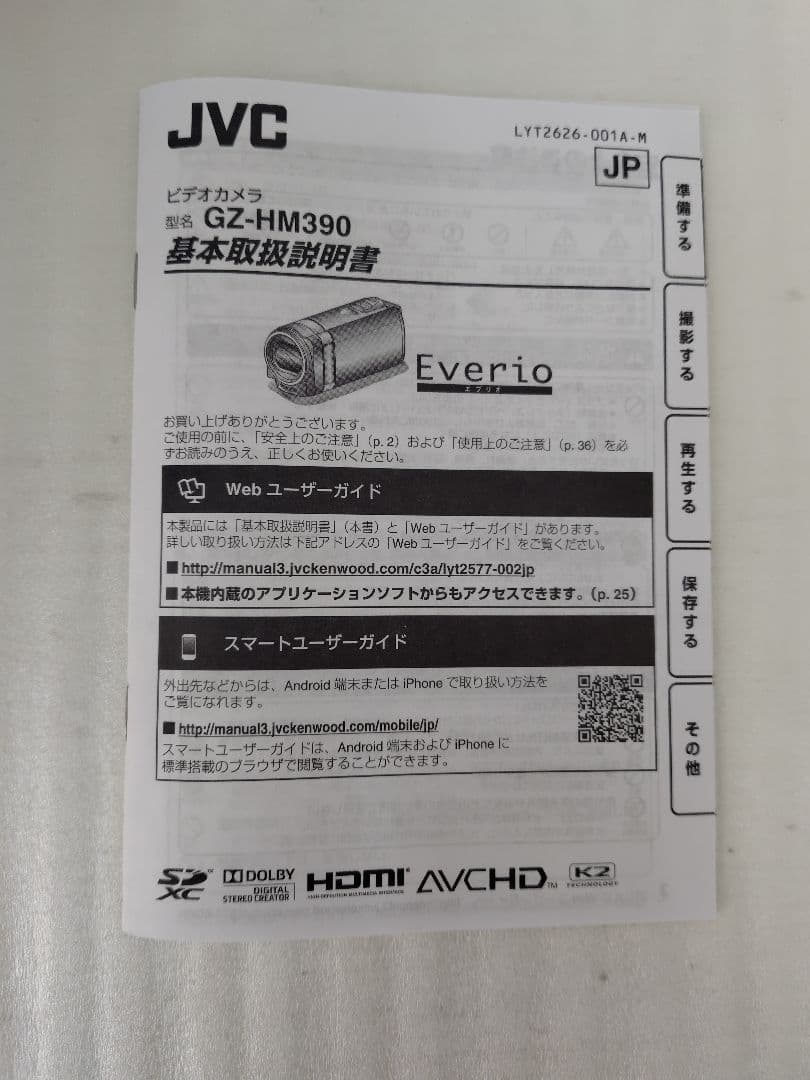 JVC
LYT2626-001A-M
JP
ビデオカメラ
型名 GZ-HM390
基本取扱説明書
Everio
エブリオ
お買い上げありがとうございます。
ご使用の前に、「安全上のご注意」（p. 2）および「使用上のご注意」（p. 36）を必
ずお読みのうえ、正しくお使いください。
Web ユーザーガイド
本製品には「基本取扱説明書」（本書）と「Web ユーザーガイド」があります。
詳しい取り扱い方法は下記アドレスの「Web ユーザーガイド」をご覧ください。
■http://manual3.jvckenwood.com/c3a/lyt2577-002jp
■本機内蔵のアプリケーションソフトからもアクセスできます。（p. 25）
スマートユーザーガイド
外出先などからは、Android 端末または iPhone で取り扱い方法を
ご覧になれます。
■http://manual3.jvckenwood.com/mobile/jp/
スマートユーザーガイドは、Android 端末および iPhone に
標準搭載のブラウザで閲覧することができます。
準備する
撮影する
再生する
保存する
その他
SD XC
DOLBY
DIGITAL
STEREO CREATOR
HDMI
HIGH-DEFINITION MULTIMEDIA INTERFACE
AVCHD™
K2
TECHNOLOGY